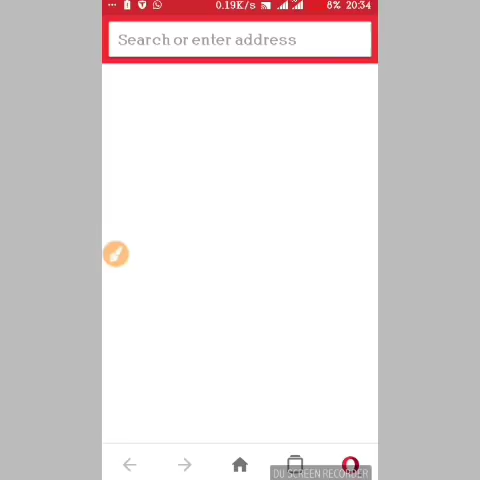 0.19K/s 8% 20:34
Search or enter address
DU SCREEN RECORDER